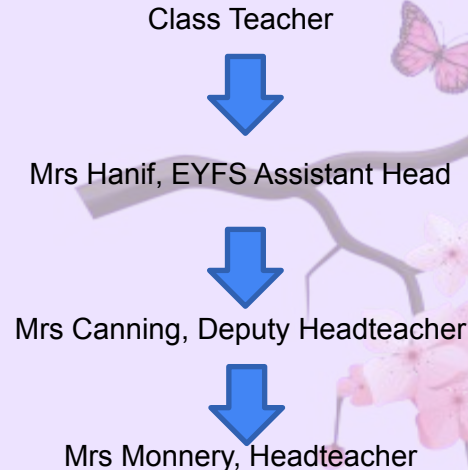 Class Teacher
Mrs Hanif, EYFS Assistant Head
Mrs Canning, Deputy Headteacher
Mrs Monnery, Headteacher